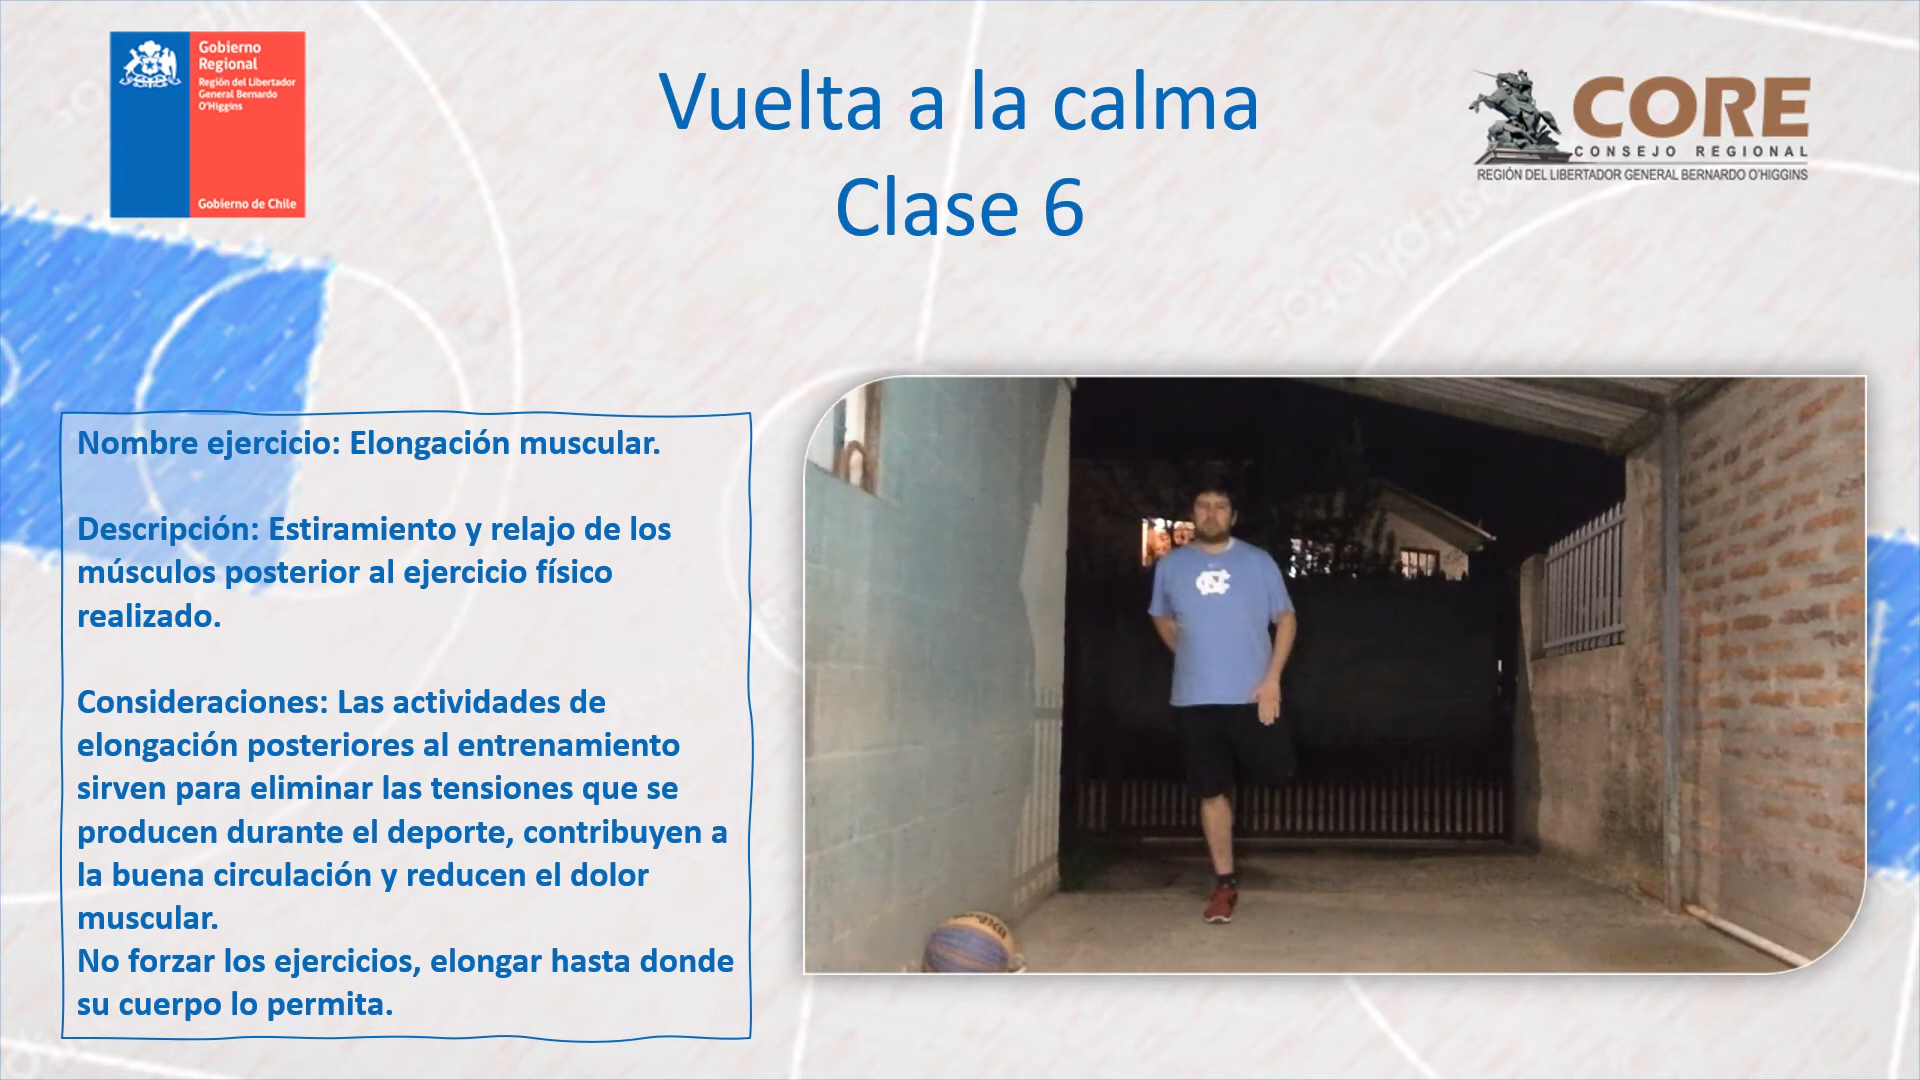 Gobierno
Regional
Región del Libertador
General Bernardo
O'Higgins
Gobierno de Chile
Vuelta a la calma
Clase 6
CORE
CONSEJO REGIONAL
REGIÓN DEL LIBERTADOR GENERAL BERNARDO O'HIGGINS
Nombre ejercicio: Elongación muscular.
Descripción: Estiramiento y relajo de los
músculos posterior al ejercicio físico
realizado.
Consideraciones: Las actividades de
elongación posteriores al entrenamiento
sirven para eliminar las tensiones que se
producen durante el deporte, contribuyen a
la buena circulación y reducen el dolor
muscular.
No forzar los ejercicios, elongar hasta donde
su cuerpo lo permita.
NC